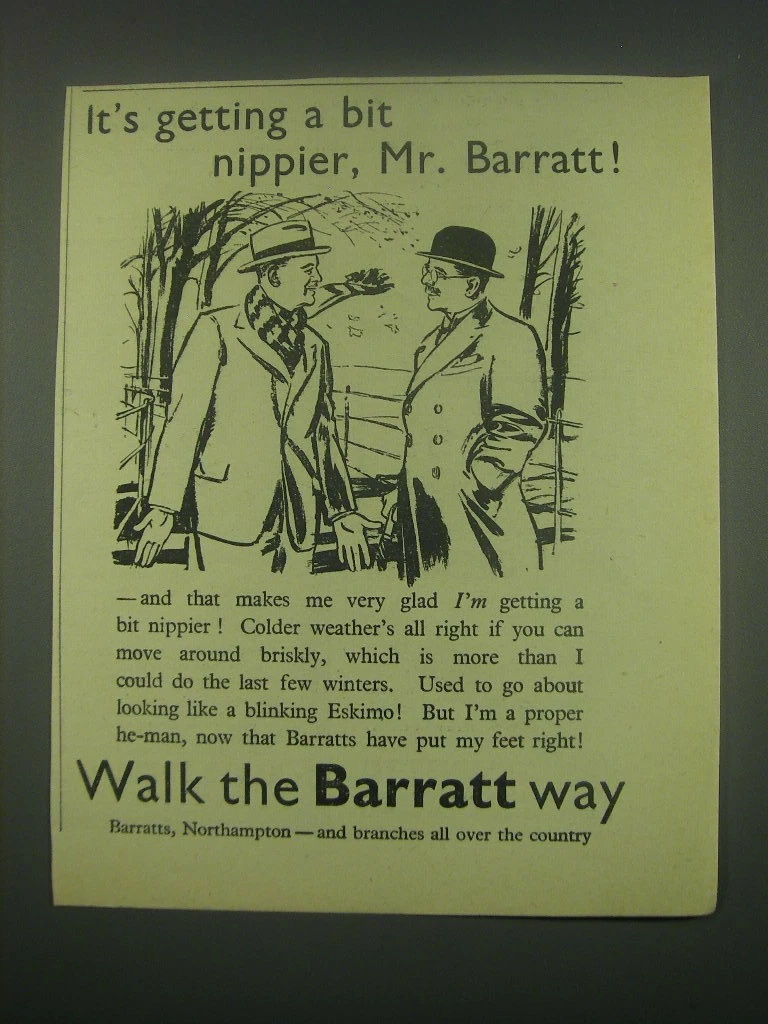 It's getting a bit
nippier, Mr. Barratt!
—and that makes me very glad I'm getting a
bit nippier! Colder weather's all right if you can
move around briskly, which is more than I
could do the last few winters. Used to go about
looking like a blinking Eskimo! But I'm a proper
he-man, now that Barratts have put my feet right!
Walk the Barratt way
Barratts, Northampton—and branches all over the country